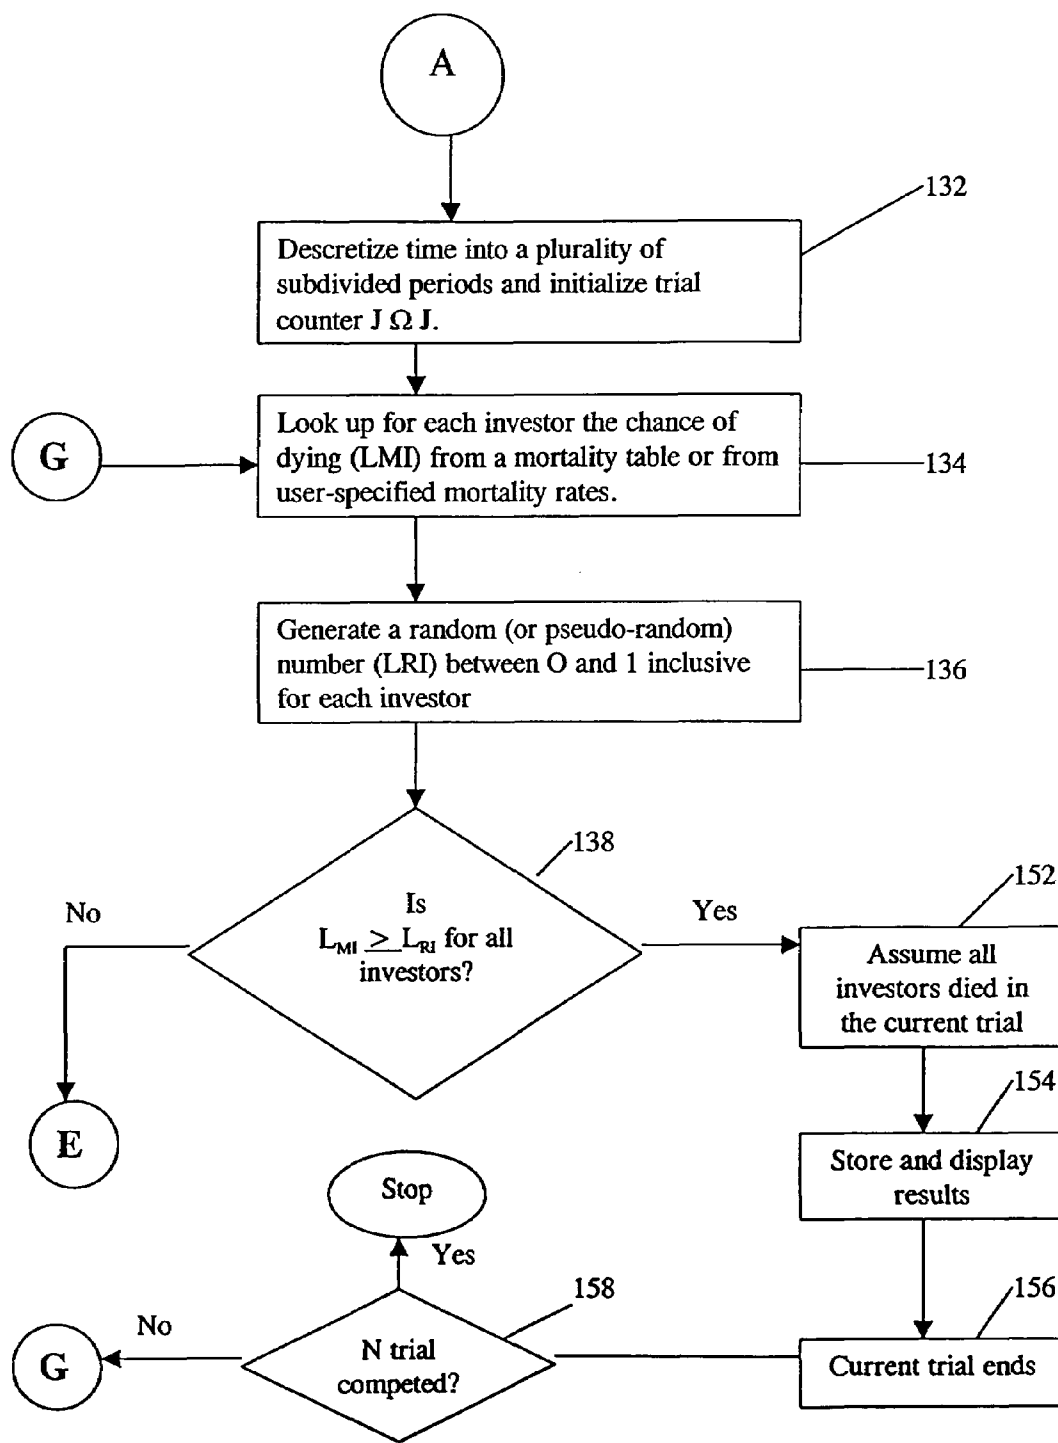 A
132
Descretize time into a plurality of
subdivided periods and initialize trial
counter J Ω J.
G
Look up for each investor the chance of
dying (LMI) from a mortality table or from
user-specified mortality rates.
134
Generate a random (or pseudo-random)
number (LRI) between O and 1 inclusive
for each investor
136
138
Is
L_MI ≥ L_RI for all
investors?
No
Yes
152
Assume all
investors died in
the current trial
E
154
Store and display
results
Stop
Yes
158
156
Current trial ends
N trial
competed?
No
G